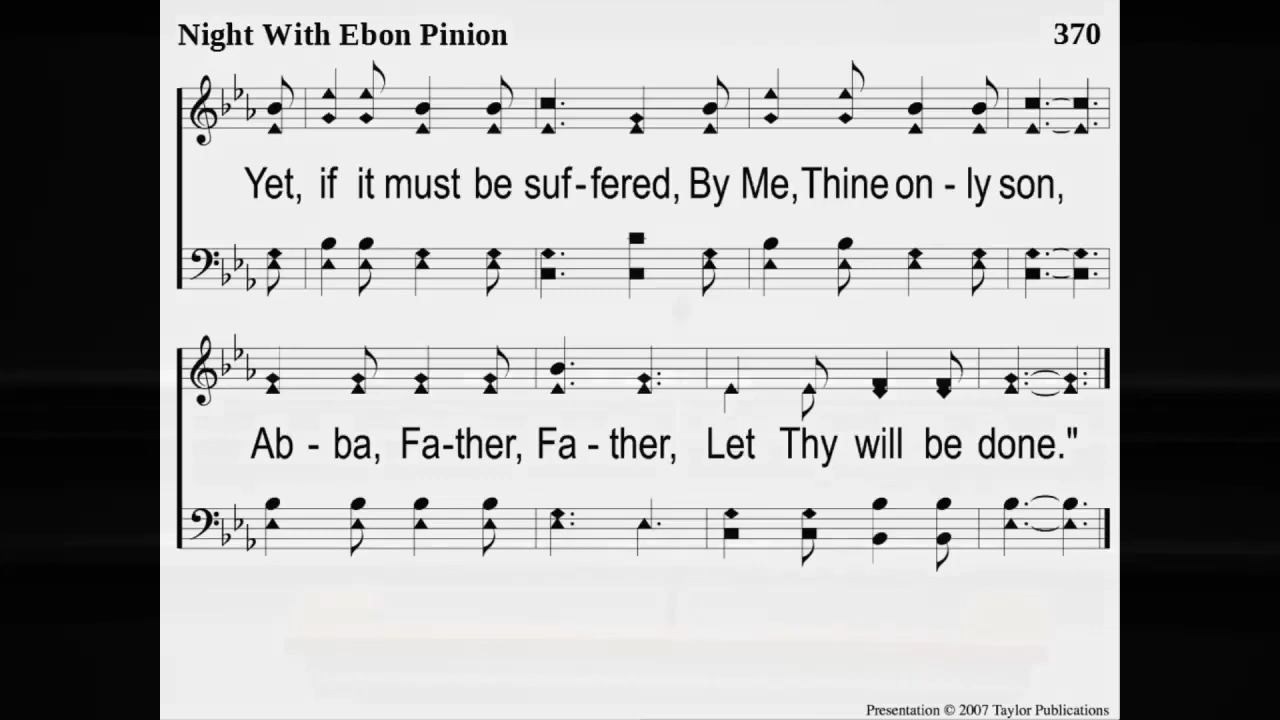 Night With Ebon Pinion 370
Yet, if it must be suf-fered, By Me, Thine on - ly son,
Ab - ba, Fa-ther, Fa - ther, Let Thy will be done."
Presentation © 2007 Taylor Publications